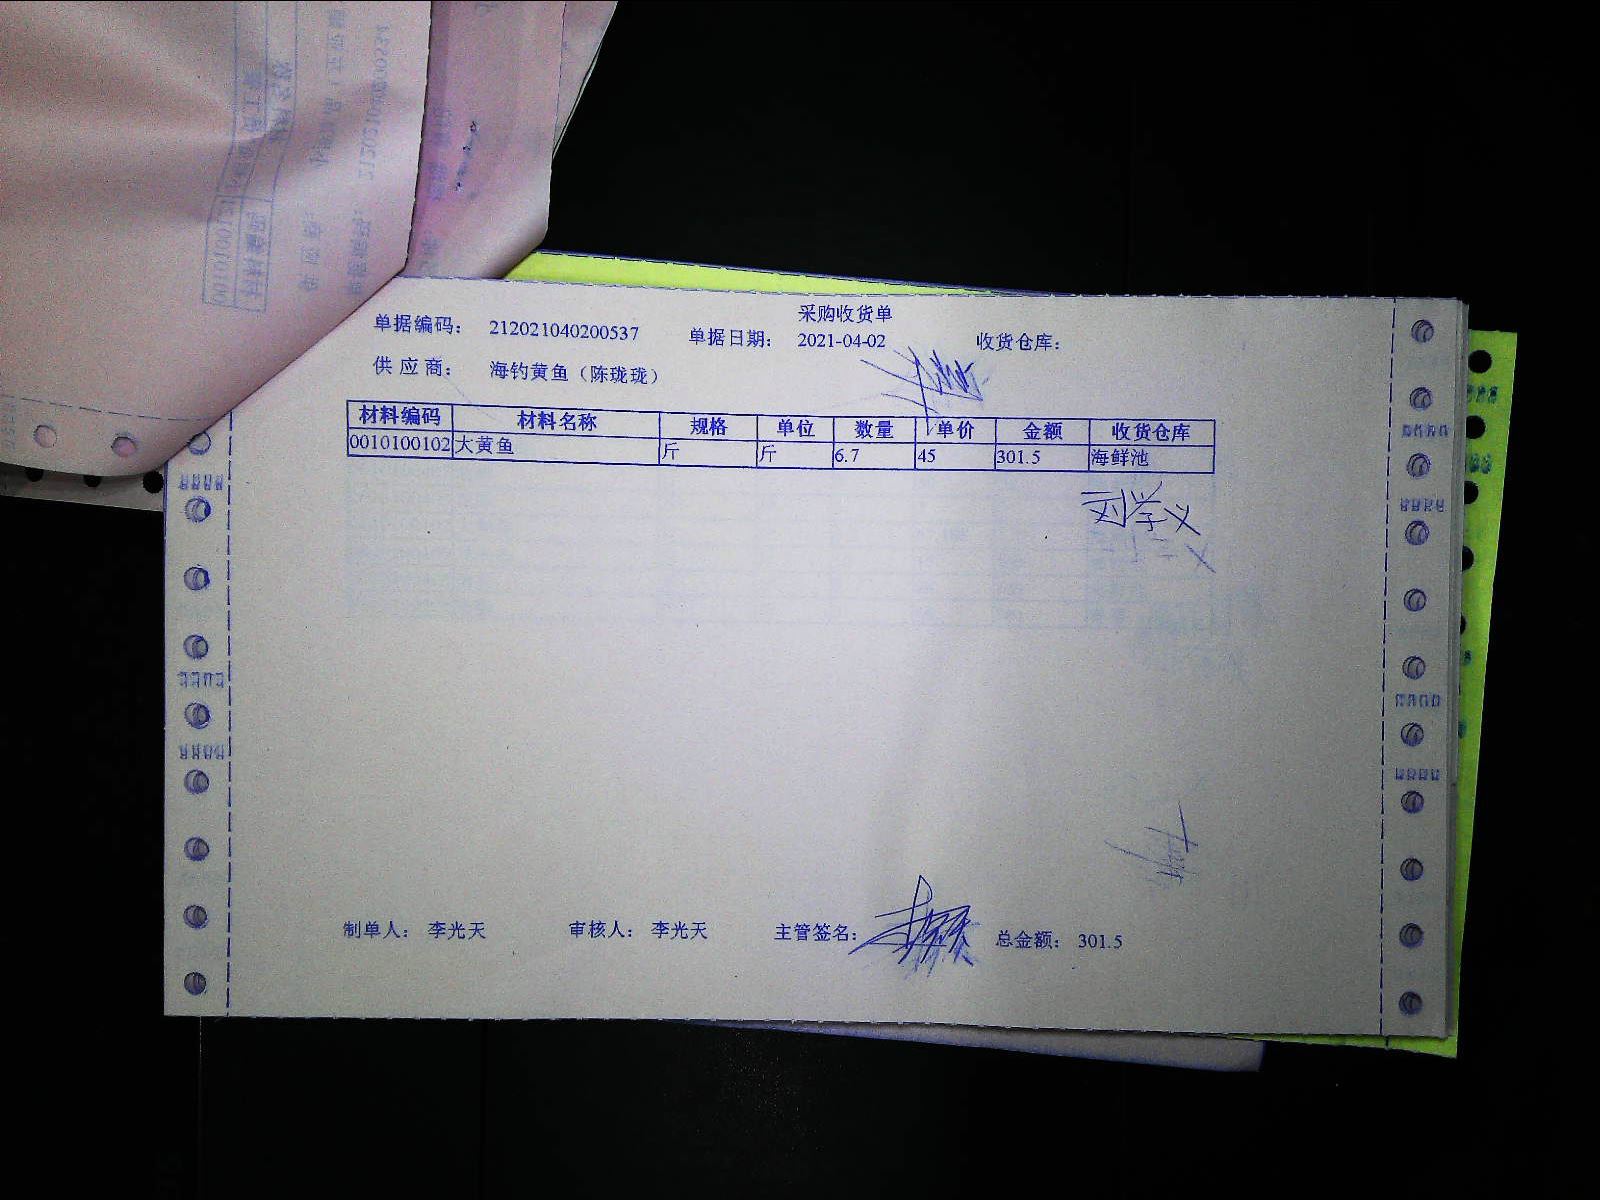 采购收货单
单据编码： 212021040200537 单据日期： 2021-04-02 收货仓库：
供应商： 海钓黄鱼（陈珑珑）
材料编码 材料名称 规格 单位 数量 单价 金额 收货仓库
0010100102 大黄鱼 斤 斤 6.7 45 301.5 海鲜池
刘学义
制单人： 李光天 审核人： 李光天 主管签名： 总金额： 301.5